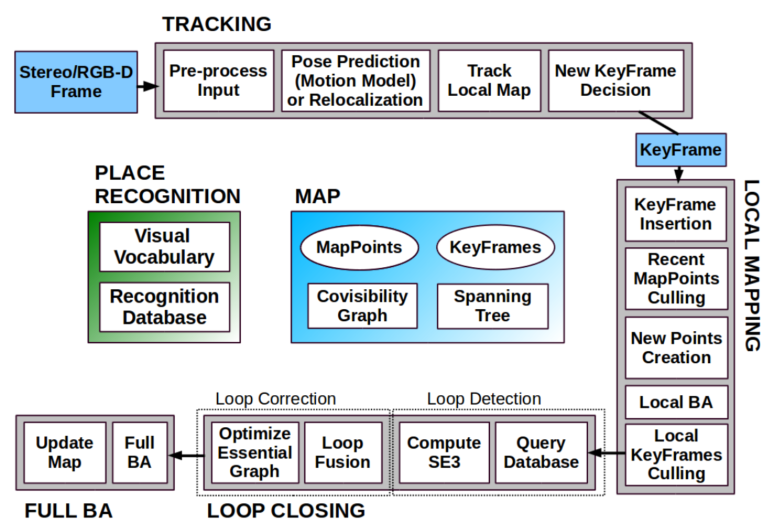 TRACKING
Stereo/RGB-D
Frame
Pre-process
Input
Pose Prediction
(Motion Model)
or Relocalization
Track
Local Map
New KeyFrame
Decision
KeyFrame
LOCAL MAPPING
KeyFrame
Insertion
Recent
MapPoints
Culling
New Points
Creation
Local BA
Local
KeyFrames
Culling
PLACE
RECOGNITION
Visual
Vocabulary
Recognition
Database
MAP
MapPoints
KeyFrames
Covisibility
Graph
Spanning
Tree
Loop Correction
Loop Detection
Optimize
Essential
Graph
Loop
Fusion
Compute
SE3
Query
Database
LOOP CLOSING
Update
Map
Full
BA
FULL BA